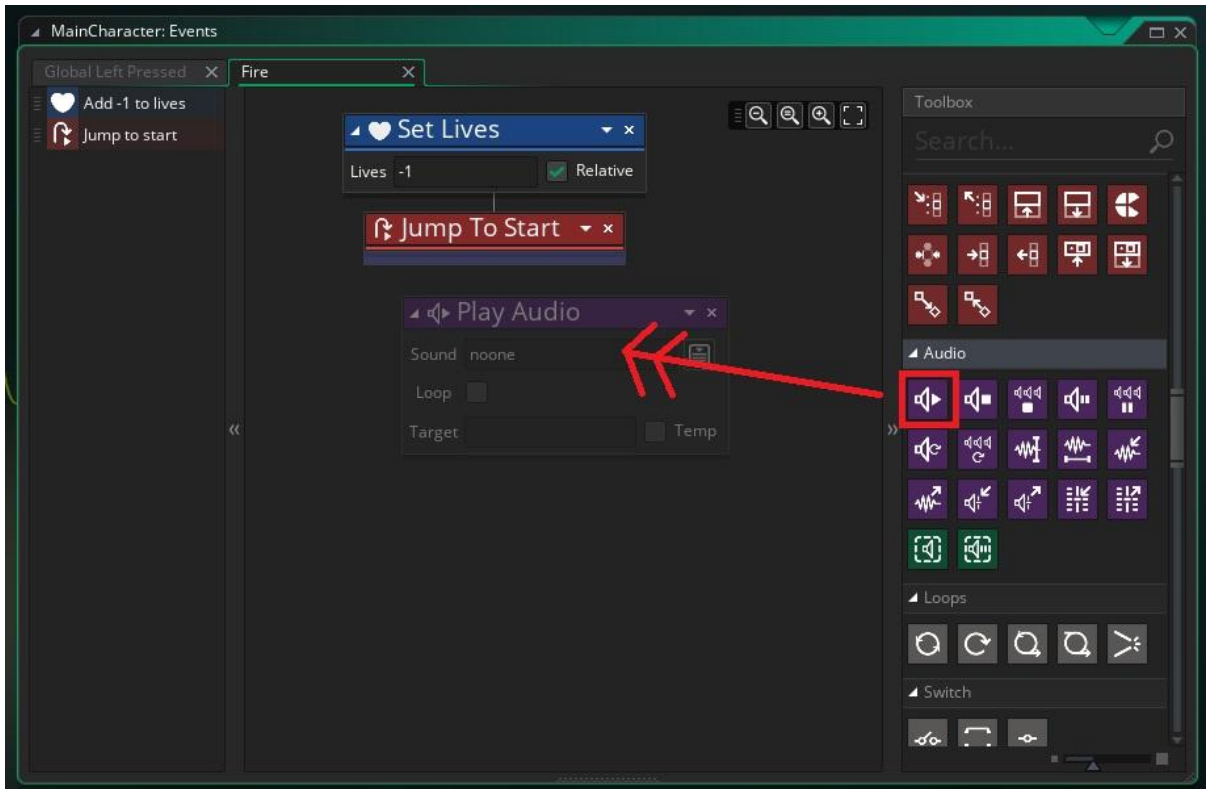 MainCharacter: Events
Global Left Pressed
Fire
Add -1 to lives
Jump to start
Set Lives
Lives -1 Relative
Jump To Start
Play Audio
Sound noone
Loop
Target Temp
Toolbox
Search...
Audio
Loops
Switch